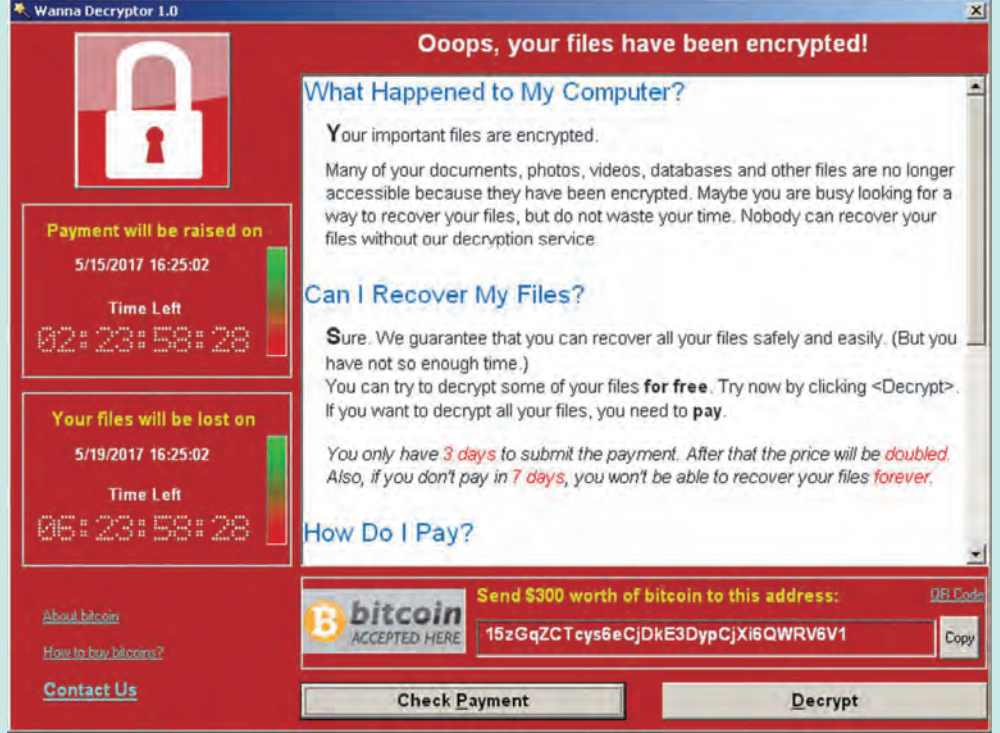 Wanna Decryptor 1.0
Ooops, your files have been encrypted!
Payment will be raised on
5/15/2017 16:25:02
Time Left
02:23:58:28
Your files will be lost on
5/19/2017 16:25:02
Time Left
06:23:58:28
About bitcoin
How to buy bitcoins?
Contact Us
What Happened to My Computer?
Your important files are encrypted.
Many of your documents, photos, videos, databases and other files are no longer
accessible because they have been encrypted. Maybe you are busy looking for a
way to recover your files, but do not waste your time. Nobody can recover your
files without our decryption service
Can I Recover My Files?
Sure. We guarantee that you can recover all your files safely and easily. (But you
have not so enough time.)
You can try to decrypt some of your files for free. Try now by clicking <Decrypt>.
If you want to decrypt all your files, you need to pay.
You only have 3 days to submit the payment. After that the price will be doubled.
Also, if you don't pay in 7 days, you won't be able to recover your files forever.
How Do I Pay?
bitcoin
ACCEPTED HERE
Send $300 worth of bitcoin to this address:
QR Code
15zGqZCTcys6eCjDkE3DypCjXi6QWRV6V1
Copy
Check Payment
Decrypt